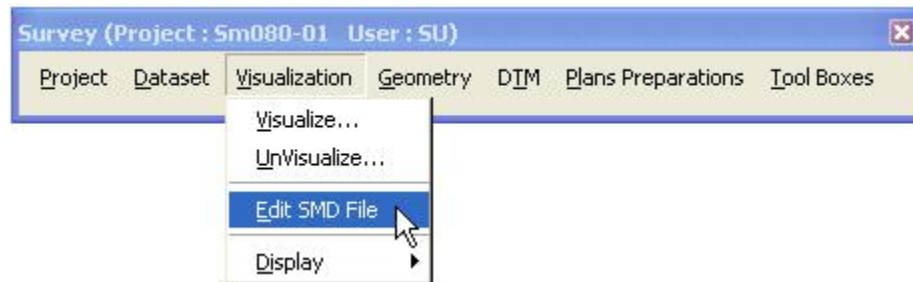 Survey (Project : Sm080-01 User : SU)
Project Dataset Visualization Geometry DTM Plans Preparations Tool Boxes
Visualize...
UnVisualize...
Edit SMD File
Display